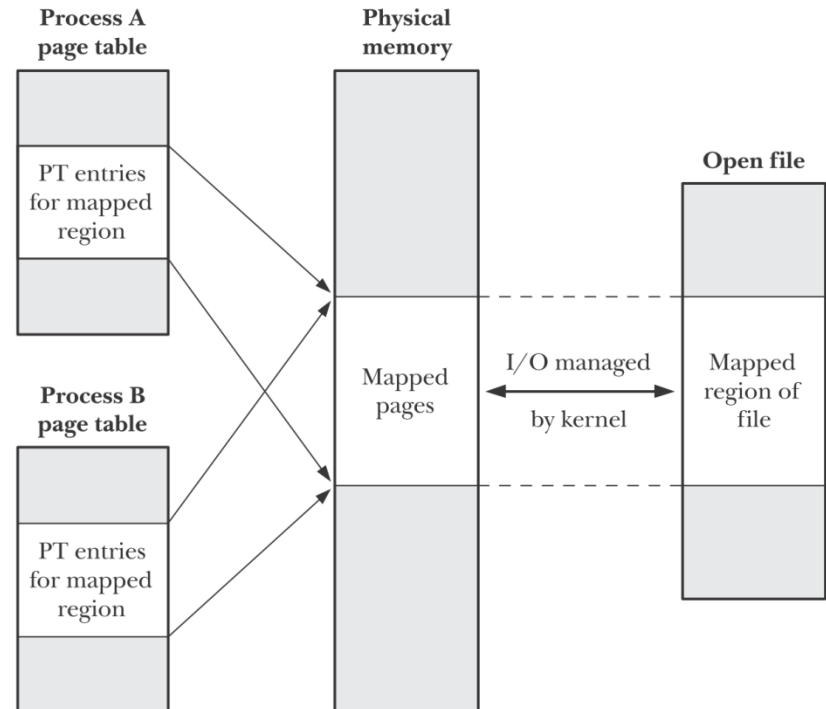 Process A
page table
PT entries
for mapped
region
Process B
page table
PT entries
for mapped
region
Physical
memory
Mapped
pages
I/O managed
by kernel
Open file
Mapped
region of
file